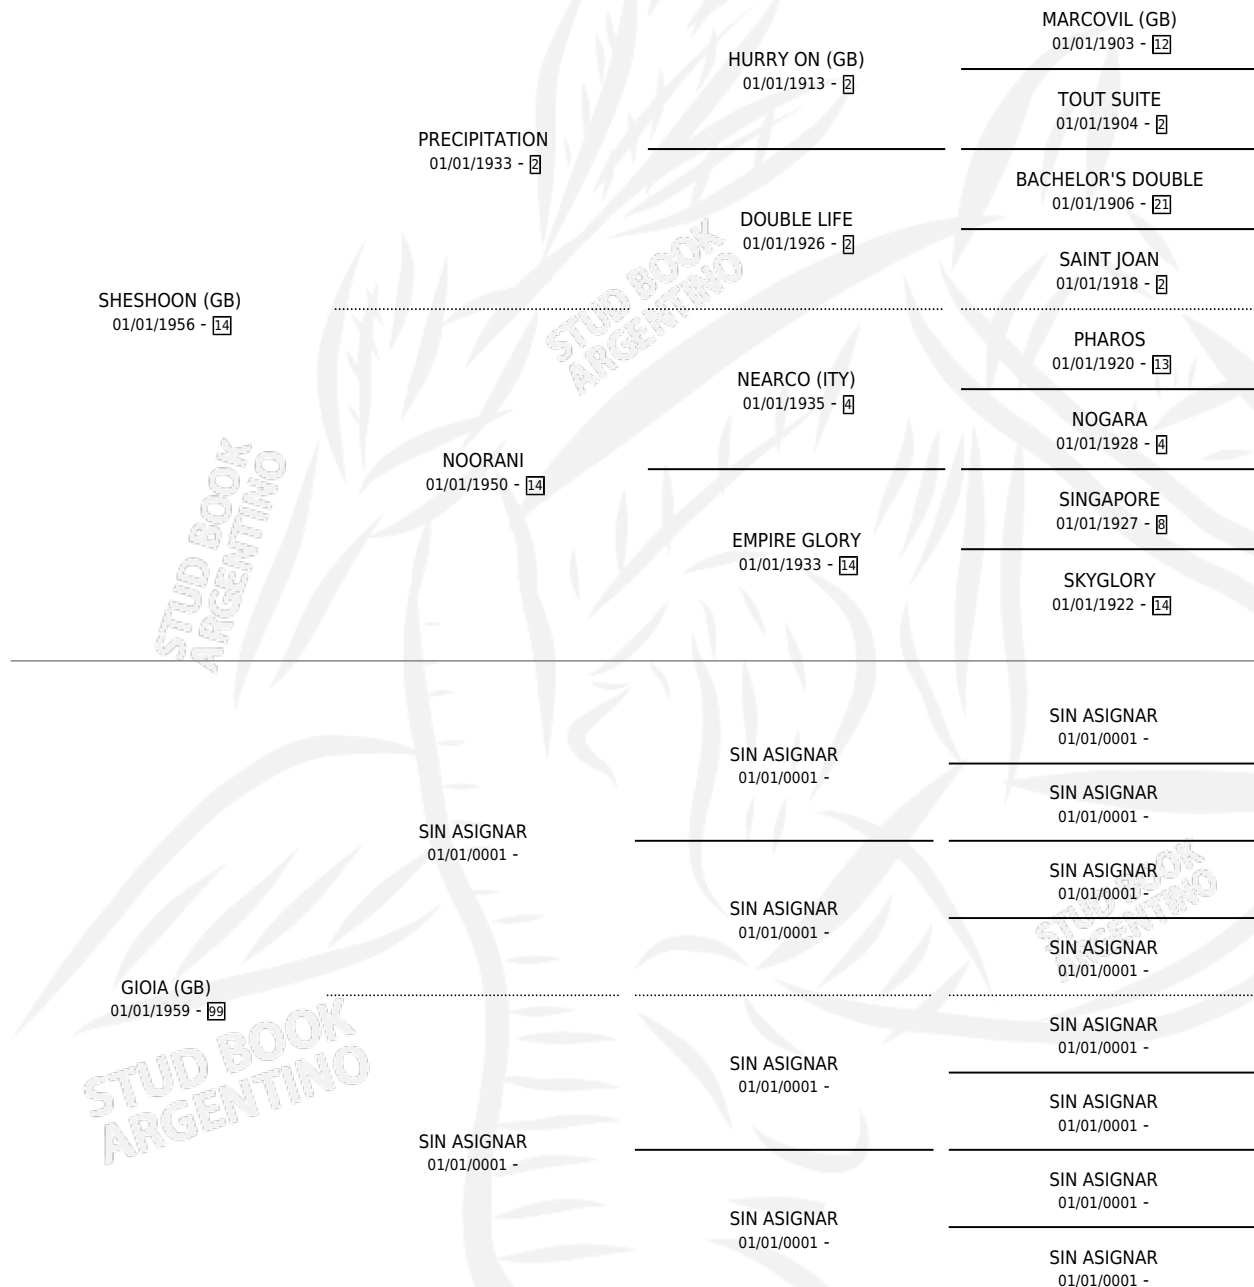 MARCOVIL (GB)
01/01/1903 - 12
HURRY ON (GB)
01/01/1913 - 2
TOUT SUITE
01/01/1904 - 2
PRECIPITATION
01/01/1933 - 2
BACHELOR'S DOUBLE
01/01/1906 - 21
DOUBLE LIFE
01/01/1926 - 2
SAINT JOAN
01/01/1918 - 2
SHESHOON (GB)
01/01/1956 - 14
PHAROS
01/01/1920 - 13
NEARCO (ITY)
01/01/1935 - 4
NOGARA
01/01/1928 - 4
NOORANI
01/01/1950 - 14
SINGAPORE
01/01/1927 - 8
EMPIRE GLORY
01/01/1933 - 14
SKYGLORY
01/01/1922 - 14
SIN ASIGNAR
01/01/0001 -
SIN ASIGNAR
01/01/0001 -
SIN ASIGNAR
01/01/0001 -
SIN ASIGNAR
01/01/0001 -
SIN ASIGNAR
01/01/0001 -
SIN ASIGNAR
01/01/0001 -
SIN ASIGNAR
01/01/0001 -
GIOIA (GB)
01/01/1959 - 99
SIN ASIGNAR
01/01/0001 -
SIN ASIGNAR
01/01/0001 -
SIN ASIGNAR
01/01/0001 -
SIN ASIGNAR
01/01/0001 -
SIN ASIGNAR
01/01/0001 -
SIN ASIGNAR
01/01/0001 -
SIN ASIGNAR
01/01/0001 -
STUD BOOK
ARGENTINO
STUD BOOK
ARGENTINO
STUD BOOK
ARGENTINO
STUD BOOK
ARGENTINO